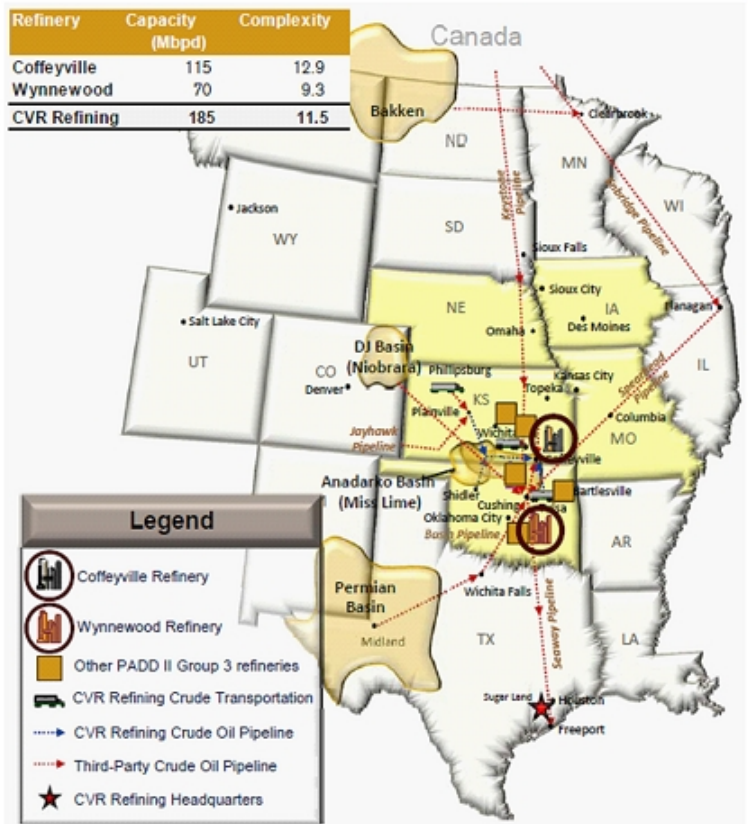 Refinery Capacity Complexity
(Mbpd)
Coffeyville 115 12.9
Wynnewood 70 9.3
CVR Refining 185 11.5
Canada
Bakken
Clearbrook
ND
MN
Keystone
Pipeline
Enbridge Pipeline
WI
Jackson
WY
SD
Sioux Falls
NE
Sioux City
IA
Flanagan
Omaha
Des Moines
Salt Lake City
UT
DJ Basin
(Niobrara)
CO
Denver
IL
Phillipsburg
KS
Kansas City
Topeka
Spearhead
Pipeline
Plainville
Columbia
MO
Jayhawk
Pipeline
Wichita
Anadarko Basin
(Miss Lime)
Shidler
Bartlesville
Cushing
Oklahoma City
Basin Pipeline
AR
Permian
Basin
Wichita Falls
Midland
TX
Seaway Pipeline
LA
Sugar Land
Houston
Freeport
Legend
Coffeyville Refinery
Wynnewood Refinery
Other PADD II Group 3 refineries
CVR Refining Crude Transportation
CVR Refining Crude Oil Pipeline
Third-Party Crude Oil Pipeline
CVR Refining Headquarters